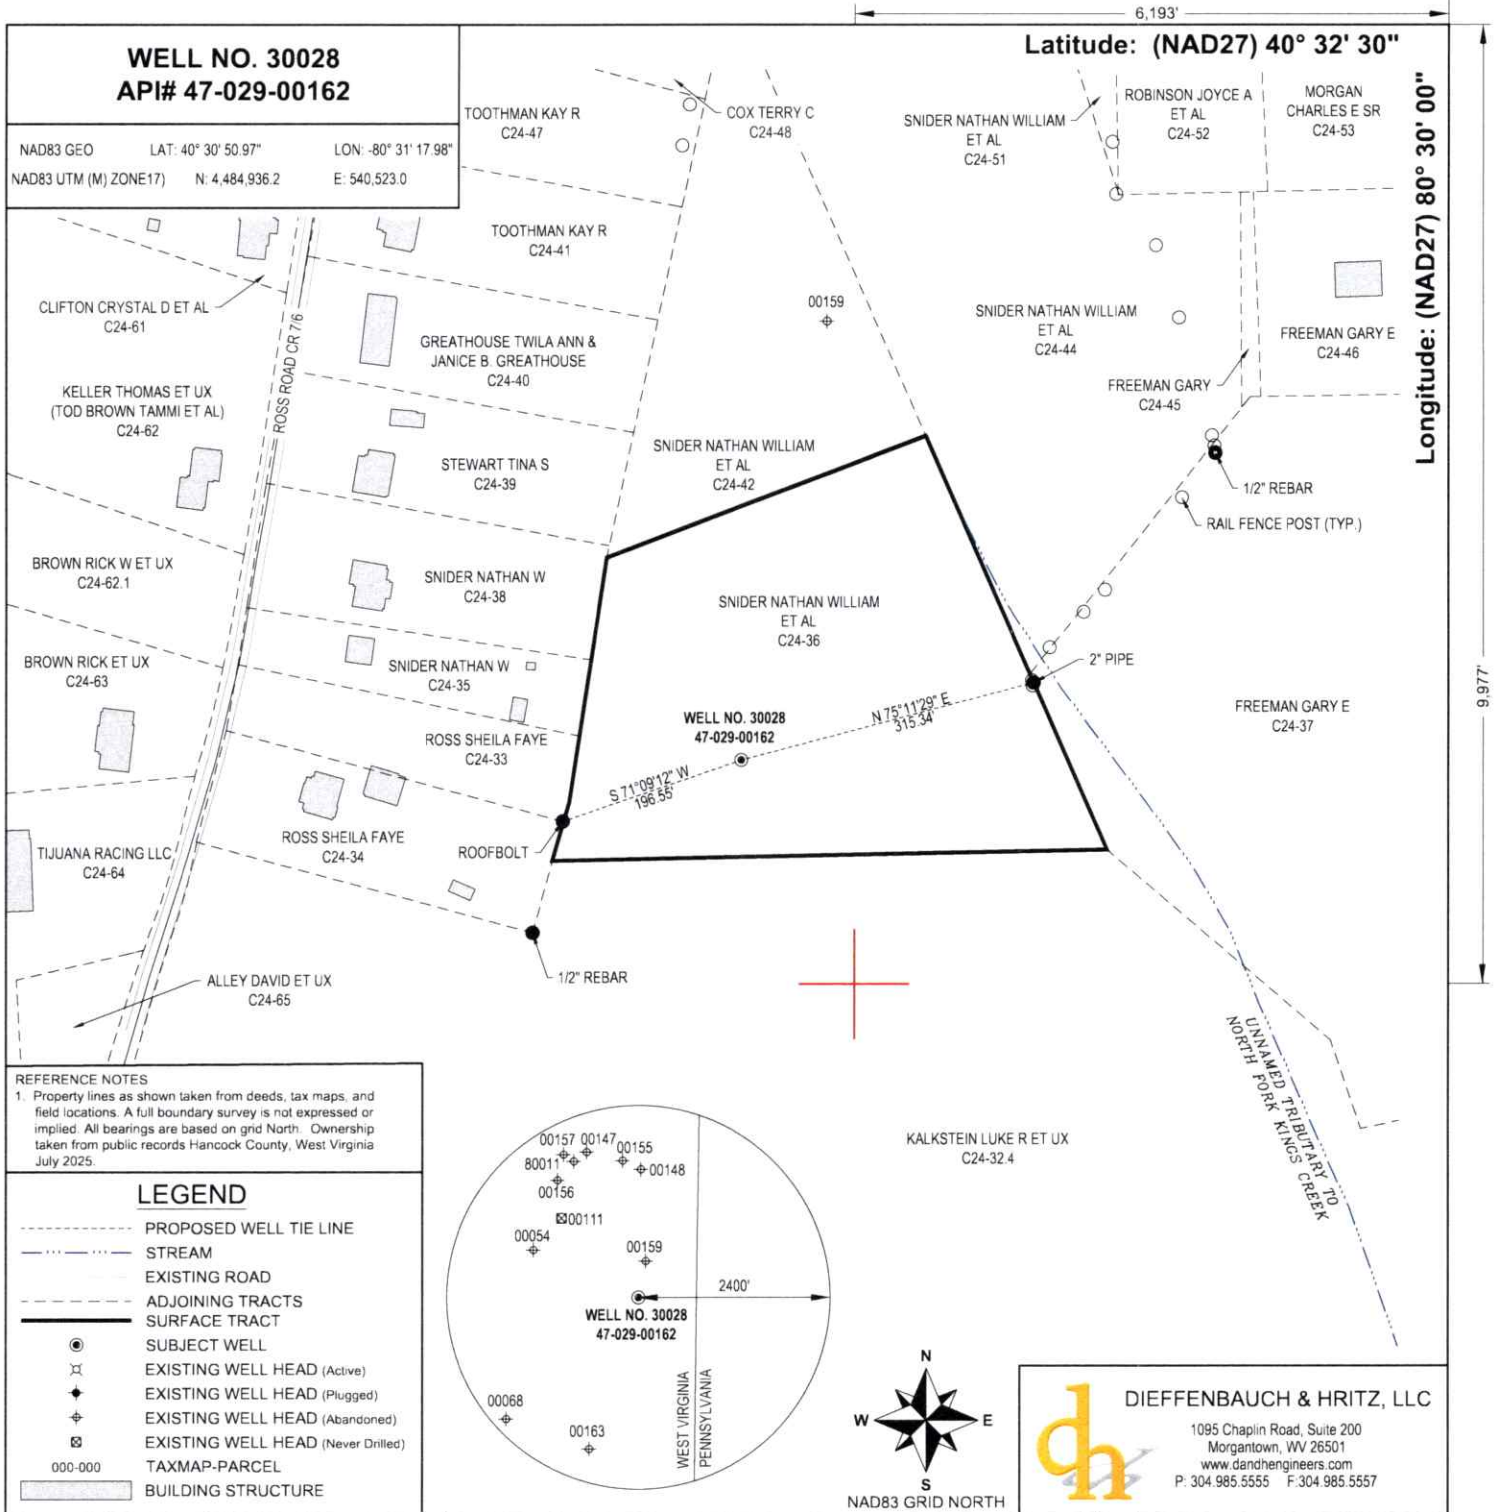 6,193'
WELL NO. 30028
API# 47-029-00162
NAD83 GEO LAT: 40° 30' 50.97" LON: -80° 31' 17.98"
NAD83 UTM (M) ZONE17) N: 4,484,936.2 E: 540,523.0
Latitude: (NAD27) 40° 32' 30"
Longitude: (NAD27) 80° 30' 00"
9,977'
TOOTHMAN KAY R
C24-47
COX TERRY C
C24-48
SNIDER NATHAN WILLIAM
ET AL
C24-51
ROBINSON JOYCE A
ET AL
C24-52
MORGAN
CHARLES E SR
C24-53
TOOTHMAN KAY R
C24-41
CLIFTON CRYSTAL D ET AL
C24-61
ROSS ROAD CR 7/6
GREATHOUSE TWILA ANN &
JANICE B. GREATHOUSE
C24-40
00159
SNIDER NATHAN WILLIAM
ET AL
C24-44
FREEMAN GARY E
C24-46
FREEMAN GARY
C24-45
KELLER THOMAS ET UX
(TOD BROWN TAMMI ET AL)
C24-62
STEWART TINA S
C24-39
SNIDER NATHAN WILLIAM
ET AL
C24-42
1/2" REBAR
RAIL FENCE POST (TYP.)
BROWN RICK W ET UX
C24-62.1
SNIDER NATHAN W
C24-38
SNIDER NATHAN WILLIAM
ET AL
C24-36
BROWN RICK ET UX
C24-63
SNIDER NATHAN W
C24-35
2" PIPE
ROSS SHEILA FAYE
C24-33
WELL NO. 30028
47-029-00162
N 75°11'29" E
315.34'
FREEMAN GARY E
C24-37
S 71°09'12" W
196.55'
TIJUANA RACING LLC
C24-64
ROSS SHEILA FAYE
C24-34
ROOFBOLT
1/2" REBAR
ALLEY DAVID ET UX
C24-65
UNNAMED TRIBUTARY TO
NORTH FORK KINGS CREEK
KALKSTEIN LUKE R ET UX
C24-32.4
REFERENCE NOTES
1. Property lines as shown taken from deeds, tax maps, and
field locations. A full boundary survey is not expressed or
implied. All bearings are based on grid North. Ownership
taken from public records Hancock County, West Virginia
July 2025.
LEGEND
PROPOSED WELL TIE LINE
STREAM
EXISTING ROAD
ADJOINING TRACTS
SURFACE TRACT
SUBJECT WELL
EXISTING WELL HEAD (Active)
EXISTING WELL HEAD (Plugged)
EXISTING WELL HEAD (Abandoned)
EXISTING WELL HEAD (Never Drilled)
000-000 TAXMAP-PARCEL
BUILDING STRUCTURE
00157 00147 00155
80011 00148
00156
00111
00054
00159
2400'
WELL NO. 30028
47-029-00162
00068
00163
WEST VIRGINIA
PENNSYLVANIA
N
W E
S
NAD83 GRID NORTH
dh
DIEFFENBAUCH & HRITZ, LLC
1095 Chaplin Road, Suite 200
Morgantown, WV 26501
www.dandhengineers.com
P: 304.985.5555 F:304.985.5557